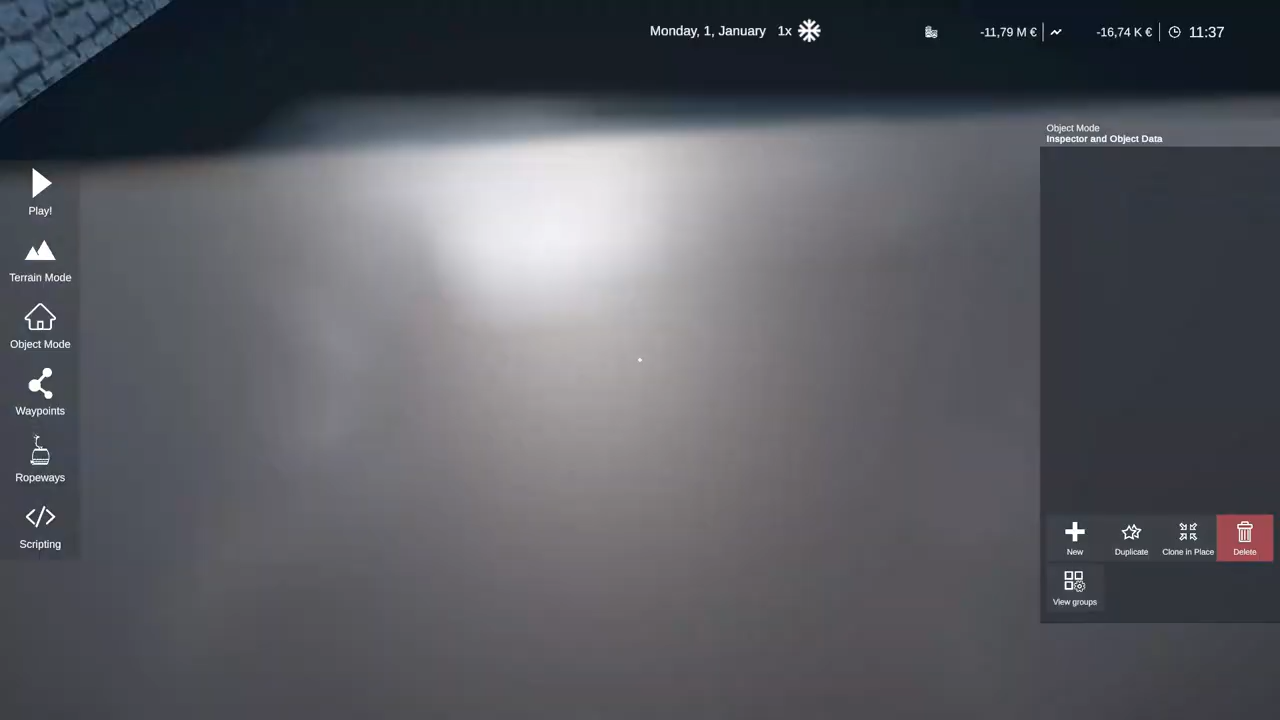 Monday, 1, January 1x
-11,79 M €
-16,74 K €
11:37
Object Mode
Inspector and Object Data
Play!
Terrain Mode
Object Mode
Waypoints
Ropeways
Scripting
New
Duplicate
Clone in Place
Delete
View groups